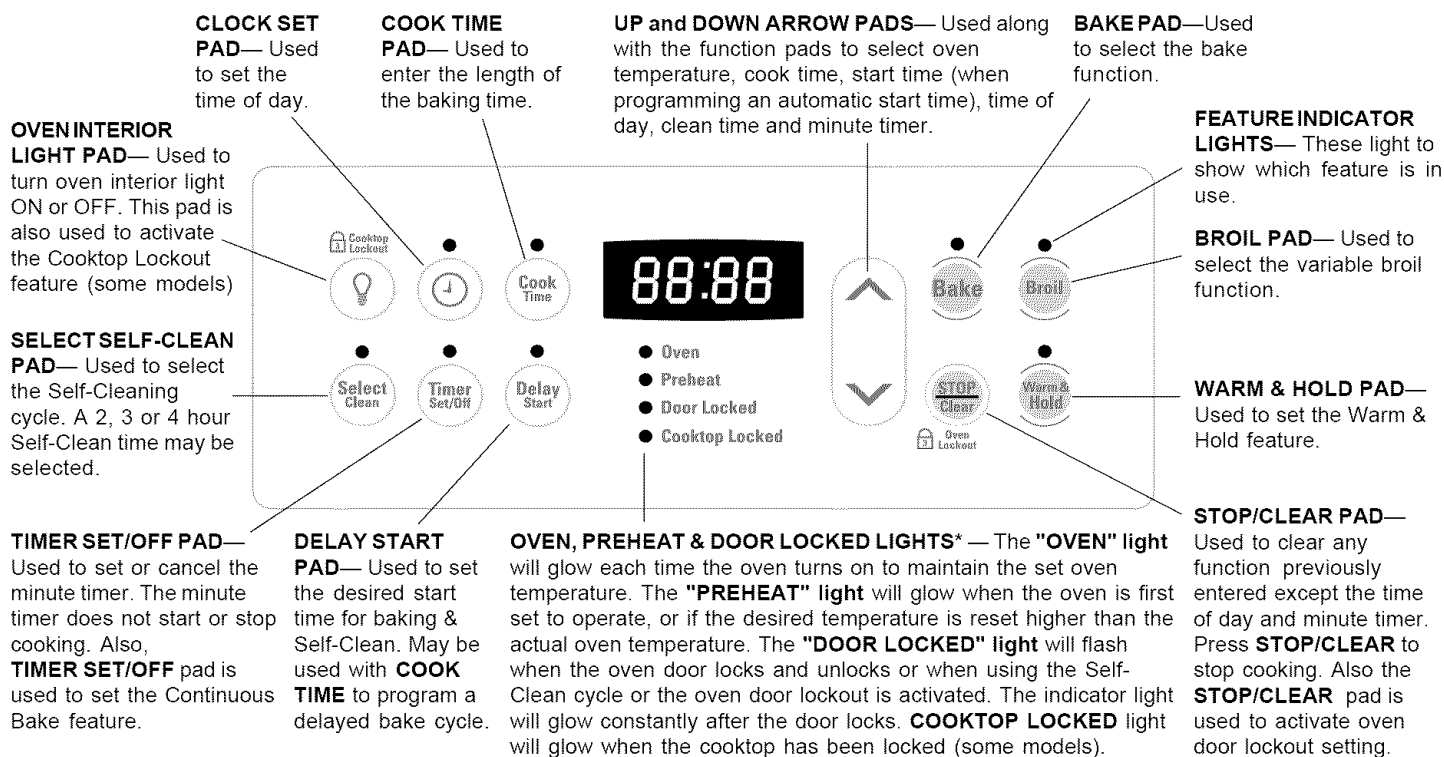 CLOCK SET
PAD— Used
to set the
time of day.
COOK TIME
PAD— Used to
enter the length of
the baking time.
UP and DOWN ARROW PADS— Used along
with the function pads to select oven
temperature, cook time, start time (when
programming an automatic start time), time of
day, clean time and minute timer.
BAKE PAD—Used
to select the bake
function.
OVEN INTERIOR
LIGHT PAD— Used to
turn oven interior light
ON or OFF. This pad is
also used to activate
the Cooktop Lockout
feature (some models)
FEATURE INDICATOR
LIGHTS— These light to
show which feature is in
use.
BROIL PAD— Used to
select the variable broil
function.
SELECT SELF-CLEAN
PAD— Used to select
the Self-Cleaning
cycle. A 2, 3 or 4 hour
Self-Clean time may be
selected.
WARM & HOLD PAD—
Used to set the Warm &
Hold feature.
3
Cooktop
Lockout
Cook
Time
88:88
Bake
Broil
Select
Clean
Timer
Set/Off
Delay
Start
Oven
Preheat
Door Locked
Cooktop Locked
STOP
Clear
Warm &
Hold
3
Oven
Lockout
TIMER SET/OFF PAD—
Used to set or cancel the
minute timer. The minute
timer does not start or stop
cooking. Also,
TIMER SET/OFF pad is
used to set the Continuous
Bake feature.
DELAY START
PAD— Used to set
the desired start
time for baking &
Self-Clean. May be
used with COOK
TIME to program a
delayed bake cycle.
OVEN, PREHEAT & DOOR LOCKED LIGHTS* — The "OVEN" light
will glow each time the oven turns on to maintain the set oven
temperature. The "PREHEAT" light will glow when the oven is first
set to operate, or if the desired temperature is reset higher than the
actual oven temperature. The "DOOR LOCKED" light will flash
when the oven door locks and unlocks or when using the Self-
Clean cycle or the oven door lockout is activated. The indicator light
will glow constantly after the door locks. COOKTOP LOCKED light
will glow when the cooktop has been locked (some models).
STOP/CLEAR PAD—
Used to clear any
function previously
entered except the time
of day and minute timer.
Press STOP/CLEAR to
stop cooking. Also the
STOP/CLEAR pad is
used to activate oven
door lockout setting.